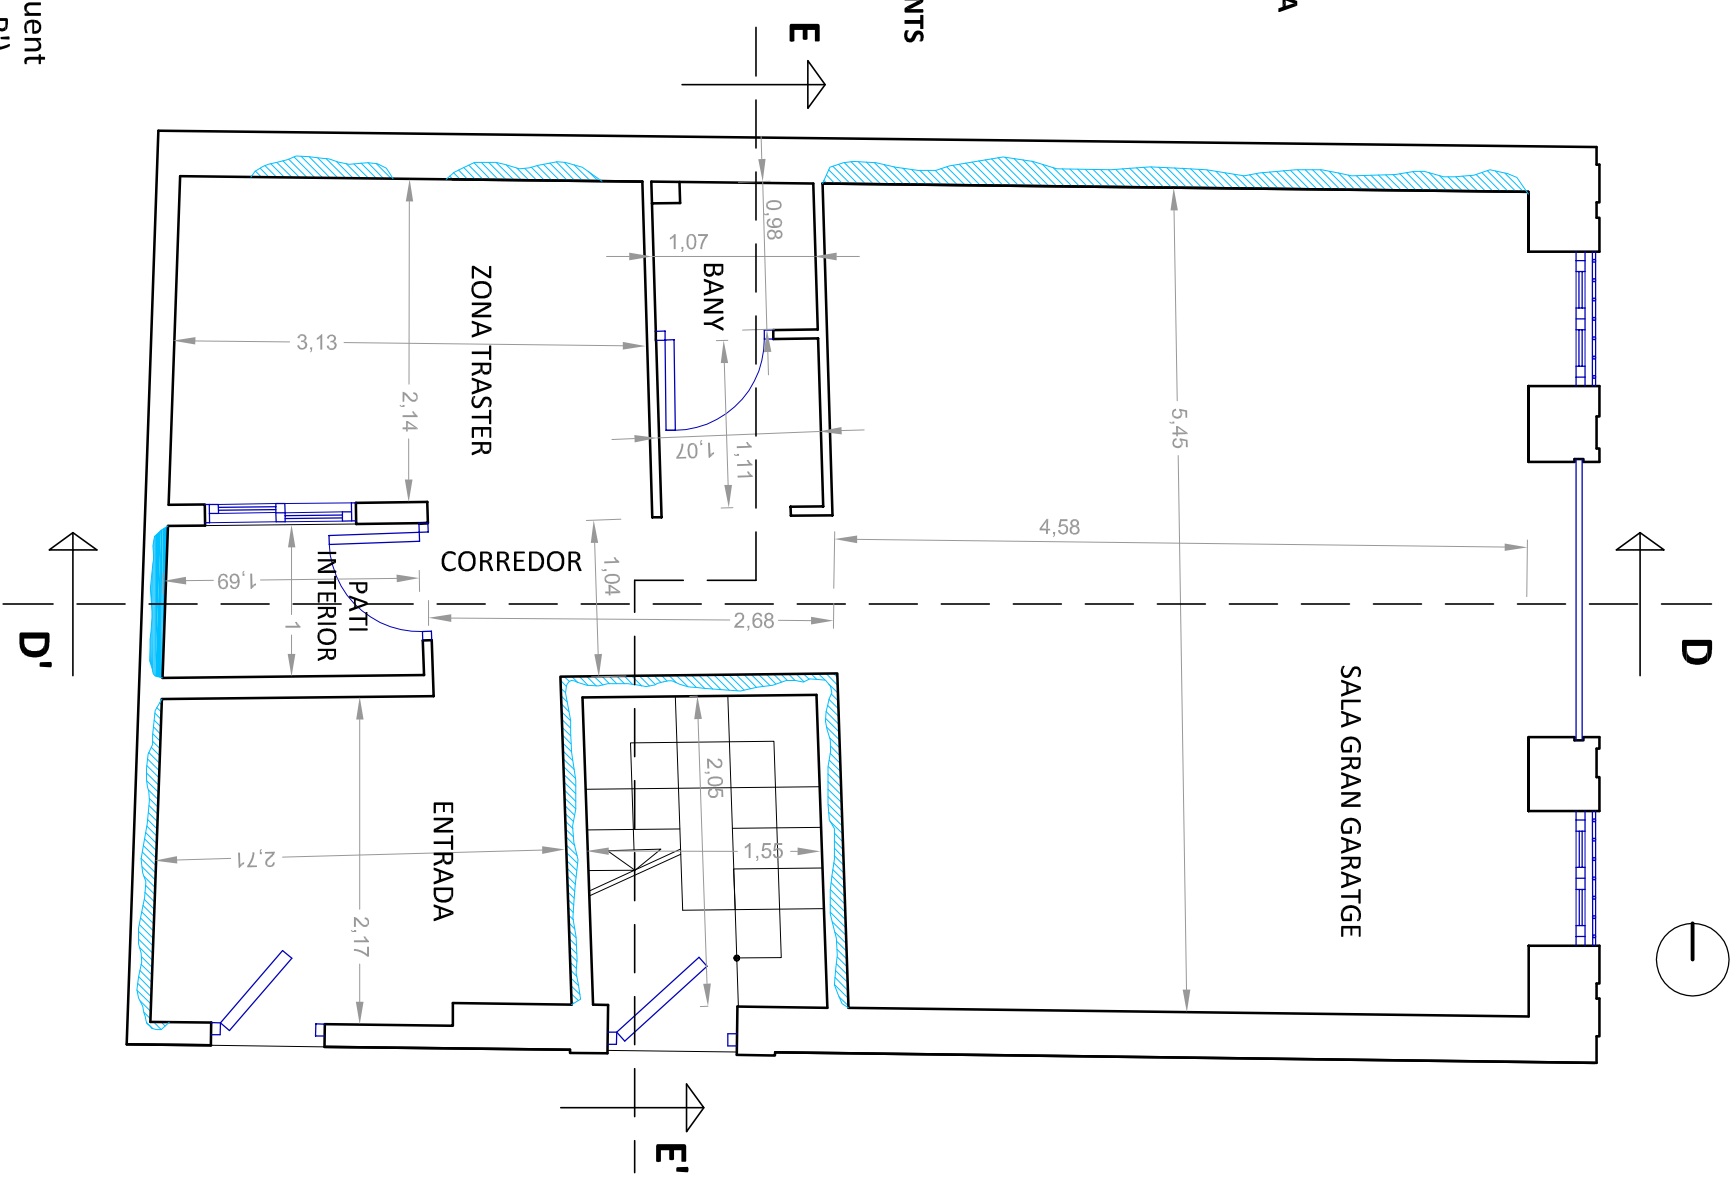 uent
R')
NTS
A
E
0,98
1,07
BANY
ZONA TRASTER
3,13
2,14
1,07
1,11
5,45
4,58
CORREDOR
1,04
PATI
INTERIOR
1,69
1
2,68
D'
D
SALA GRAN GARATGE
2,05
1,55
ENTRADA
2,71
2,17
E'